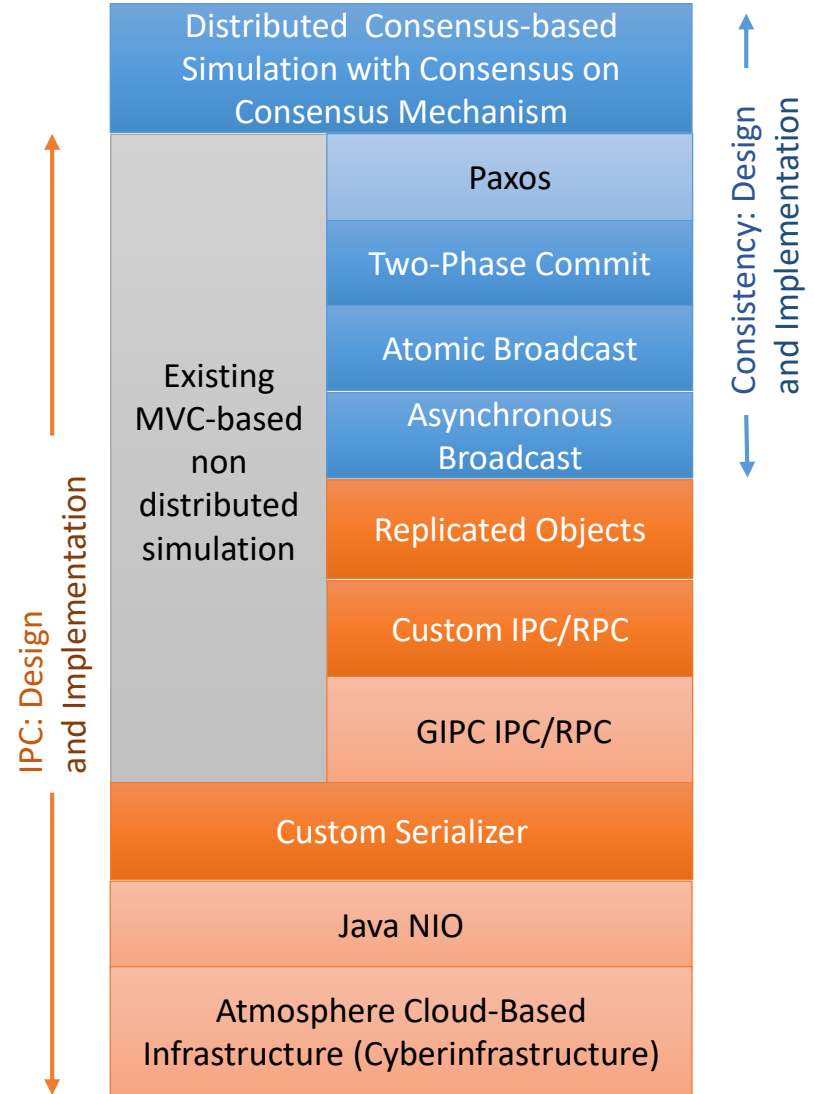 Distributed Consensus-based
Simulation with Consensus on
Consensus Mechanism
Paxos
Two-Phase Commit
Atomic Broadcast
Asynchronous
Broadcast
Existing
MVC-based
non
distributed
simulation
Replicated Objects
Custom IPC/RPC
GIPC IPC/RPC
Custom Serializer
Java NIO
Atmosphere Cloud-Based
Infrastructure (Cyberinfrastructure)
IPC: Design
and Implementation
Consistency: Design
and Implementation